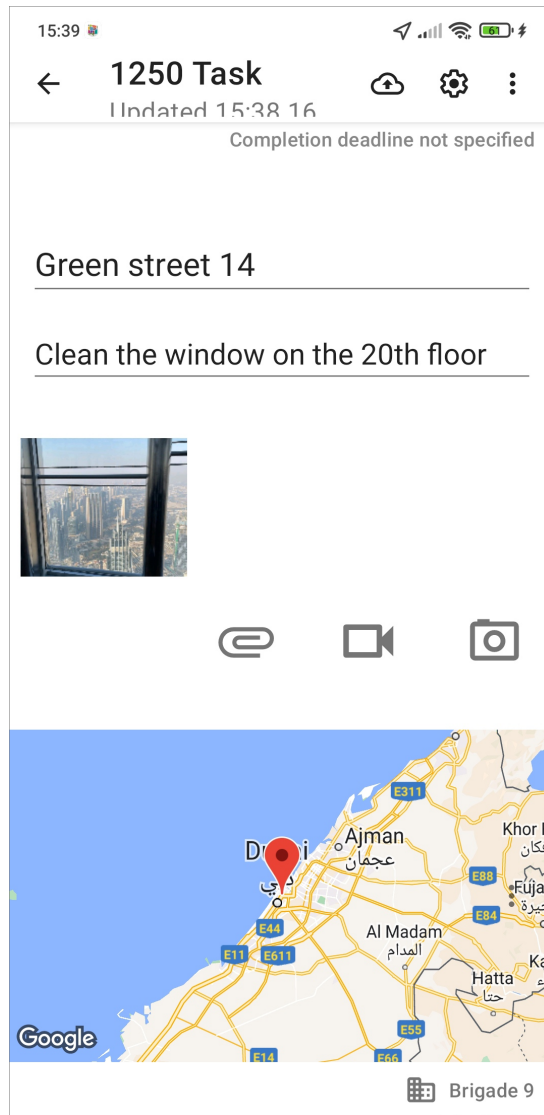 15:39
61
1250 Task
Updated 15:38 16
Completion deadline not specified
Green street 14
Clean the window on the 20th floor
E311
Ajman
عجمان
Khor
E88
E84
E44
Al Madam
المدام
E11
E611
Hatta
حتا
E55
Google
E14
E66
Brigade 9